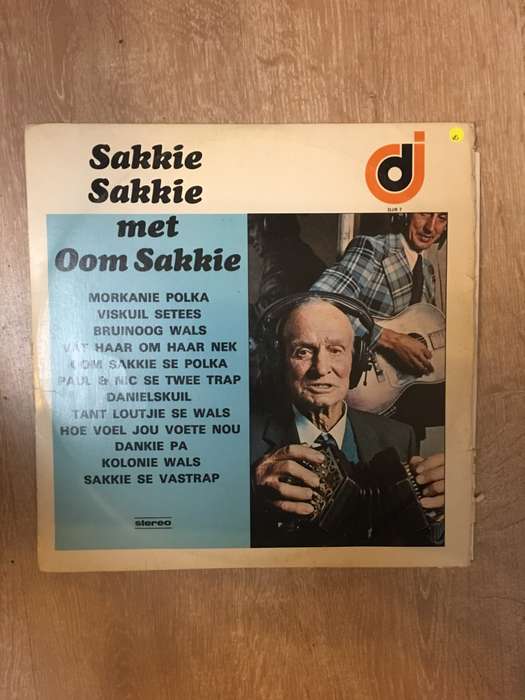 Sakkie
Sakkie
met
Oom Sakkie
dj
DJR 7
MORKANIE POLKA
VISKUIL SETEES
BRUINOOG WALS
VAT HAAR OM HAAR NEK
OOM SAKKIE SE POLKA
PAUL & NIC SE TWEE TRAP
DANIELSKUIL
TANT LOUTJIE SE WALS
HOE VOEL JOU VOETE NOU
DANKIE PA
KOLONIE WALS
SAKKIE SE VASTRAP
stereo